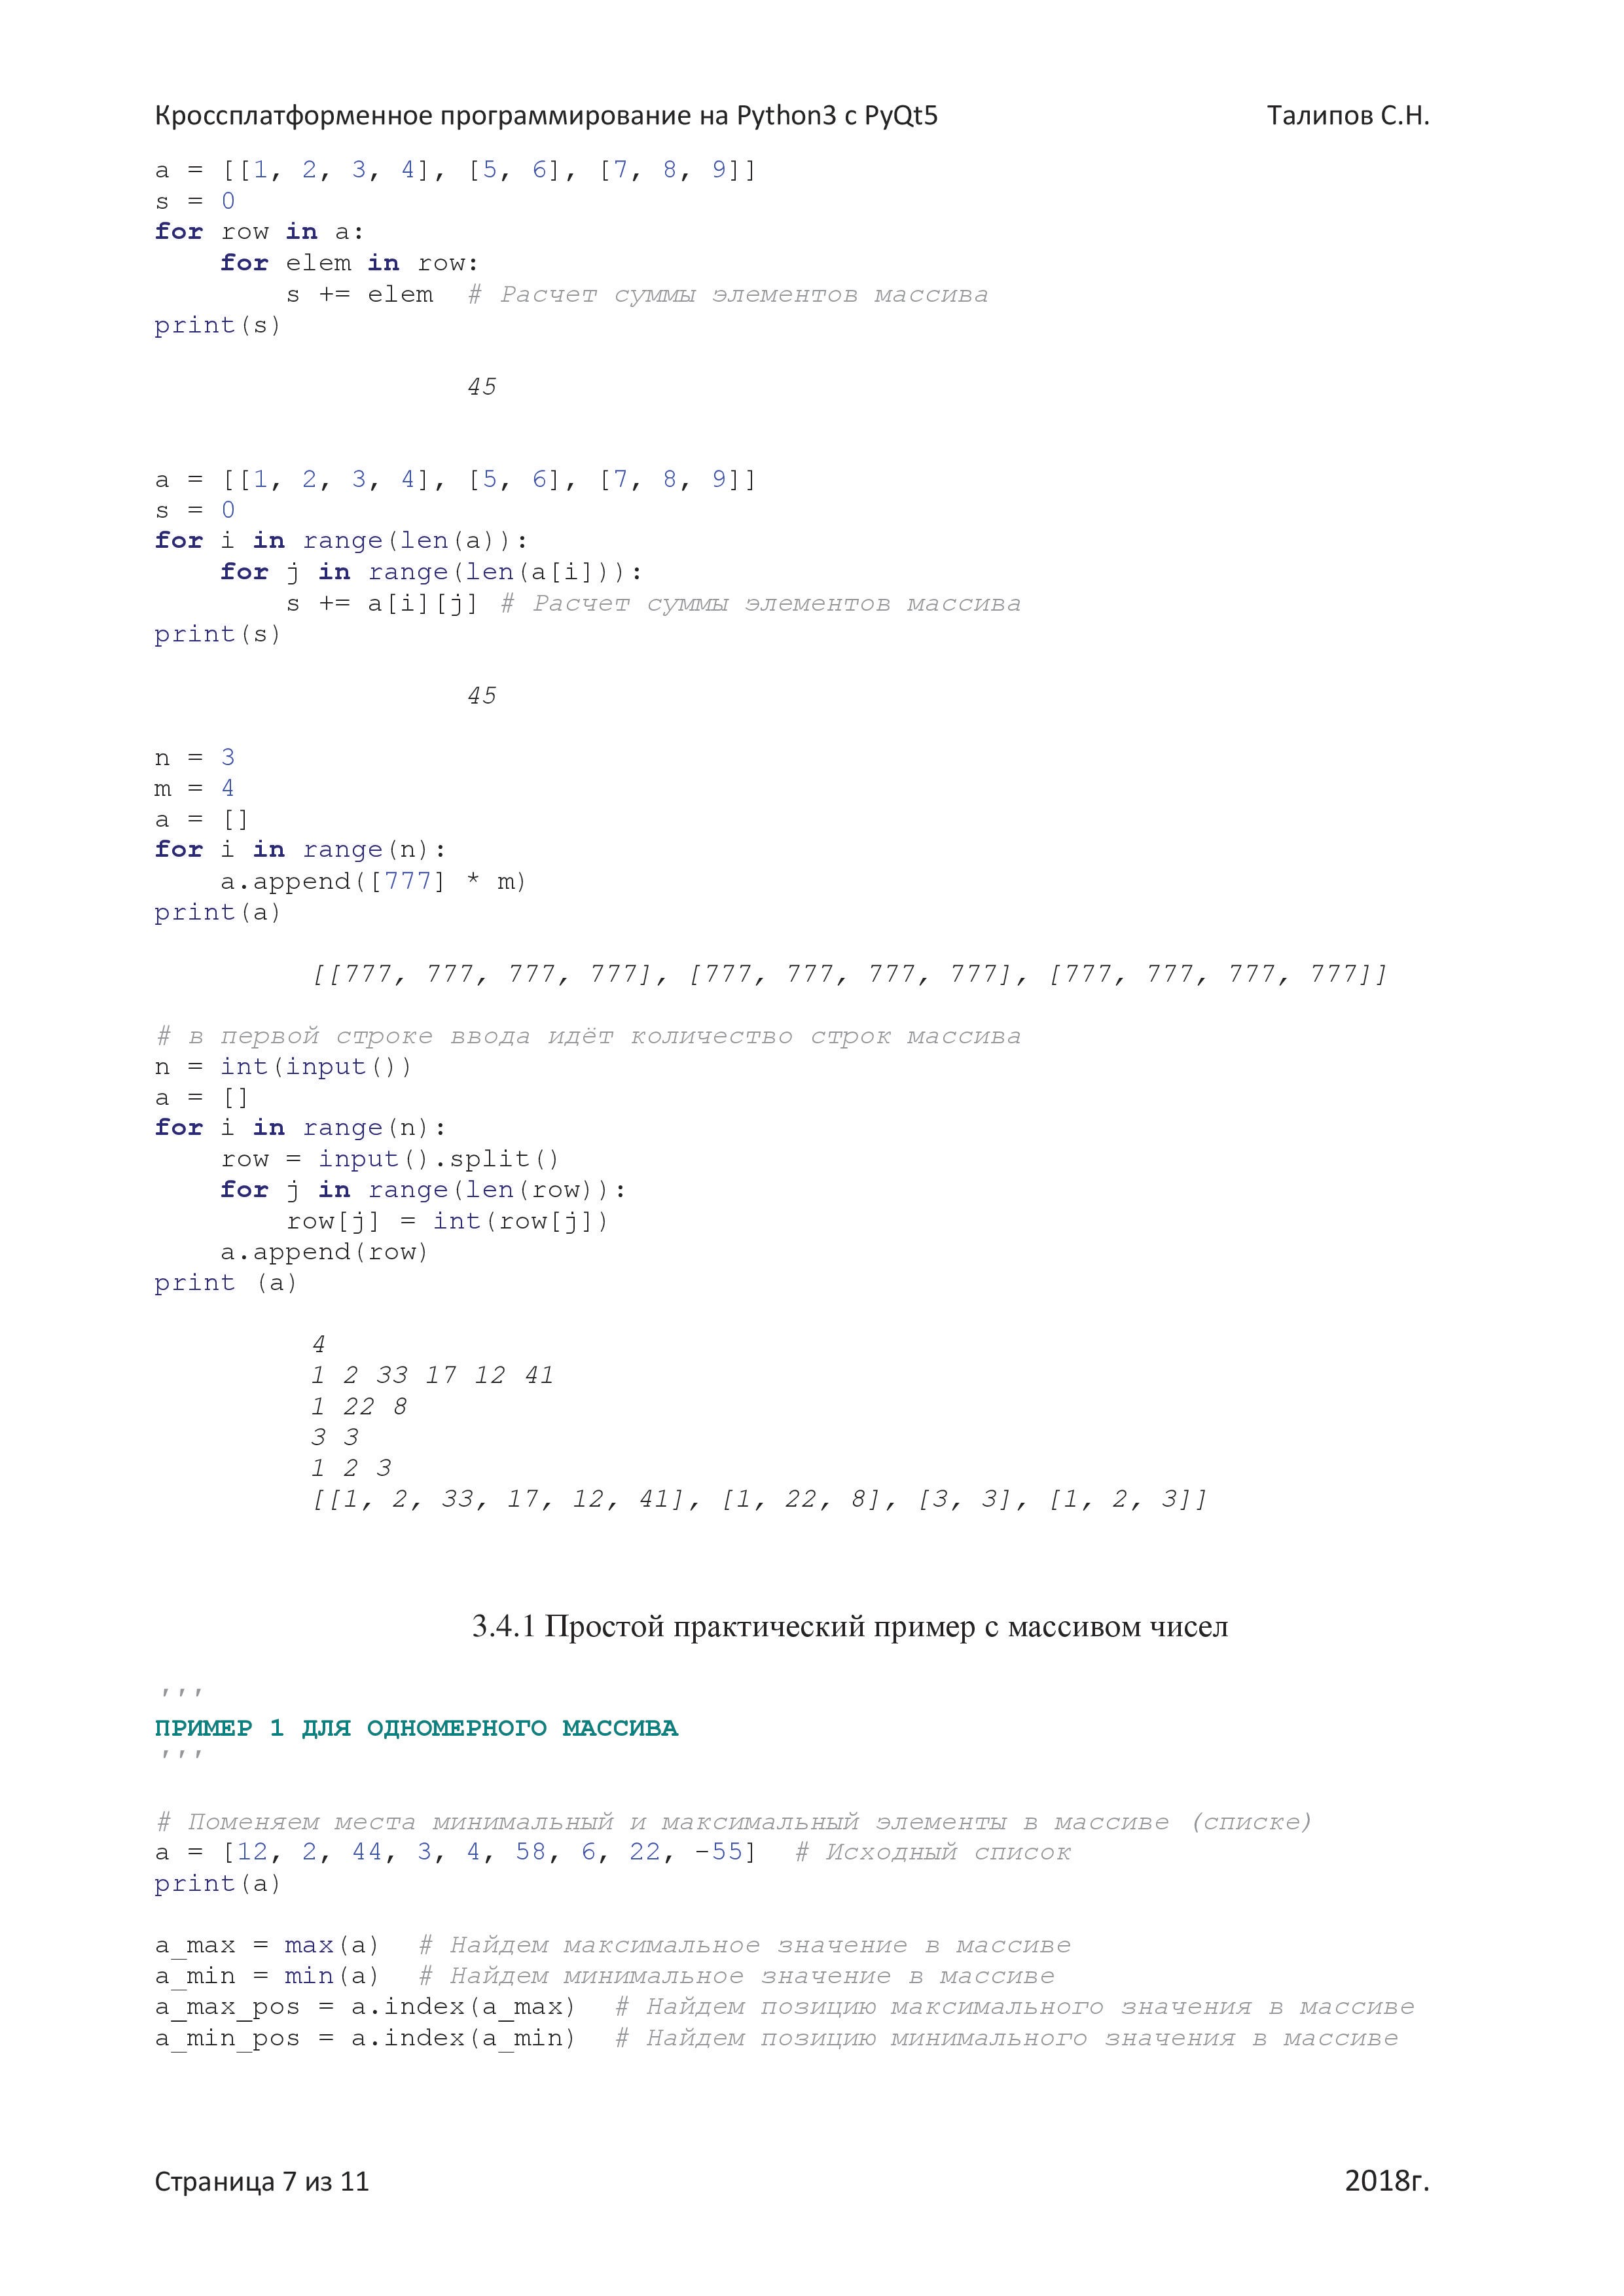 Кроссплатформенное программирование на Python3 с PyQt5 Талипов С.Н.
a = [[1, 2, 3, 4], [5, 6], [7, 8, 9]]
s = 0
for row in a:
    for elem in row:
        s += elem  # Расчет суммы элементов массива
print(s)
45
a = [[1, 2, 3, 4], [5, 6], [7, 8, 9]]
s = 0
for i in range(len(a)):
    for j in range(len(a[i])):
        s += a[i][j] # Расчет суммы элементов массива
print(s)
45
n = 3
m = 4
a = []
for i in range(n):
    a.append([777] * m)
print(a)
[[777, 777, 777, 777], [777, 777, 777, 777], [777, 777, 777, 777]]
# в первой строке ввода идёт количество строк массива
n = int(input())
a = []
for i in range(n):
    row = input().split()
    for j in range(len(row)):
        row[j] = int(row[j])
    a.append(row)
print (a)
4
1 2 33 17 12 41
1 22 8
3 3
1 2 3
[[1, 2, 33, 17, 12, 41], [1, 22, 8], [3, 3], [1, 2, 3]]
3.4.1 Простой практический пример с массивом чисел
'''
ПРИМЕР 1 ДЛЯ ОДНОМЕРНОГО МАССИВА
'''
# Поменяем места минимальный и максимальный элементы в массиве (списке)
a = [12, 2, 44, 3, 4, 58, 6, 22, -55]  # Исходный список
print(a)
a_max = max(a)  # Найдем максимальное значение в массиве
a_min = min(a)  # Найдем минимальное значение в массиве
a_max_pos = a.index(a_max)  # Найдем позицию максимального значения в массиве
a_min_pos = a.index(a_min)  # Найдем позицию минимального значения в массиве
Страница 7 из 11 2018г.